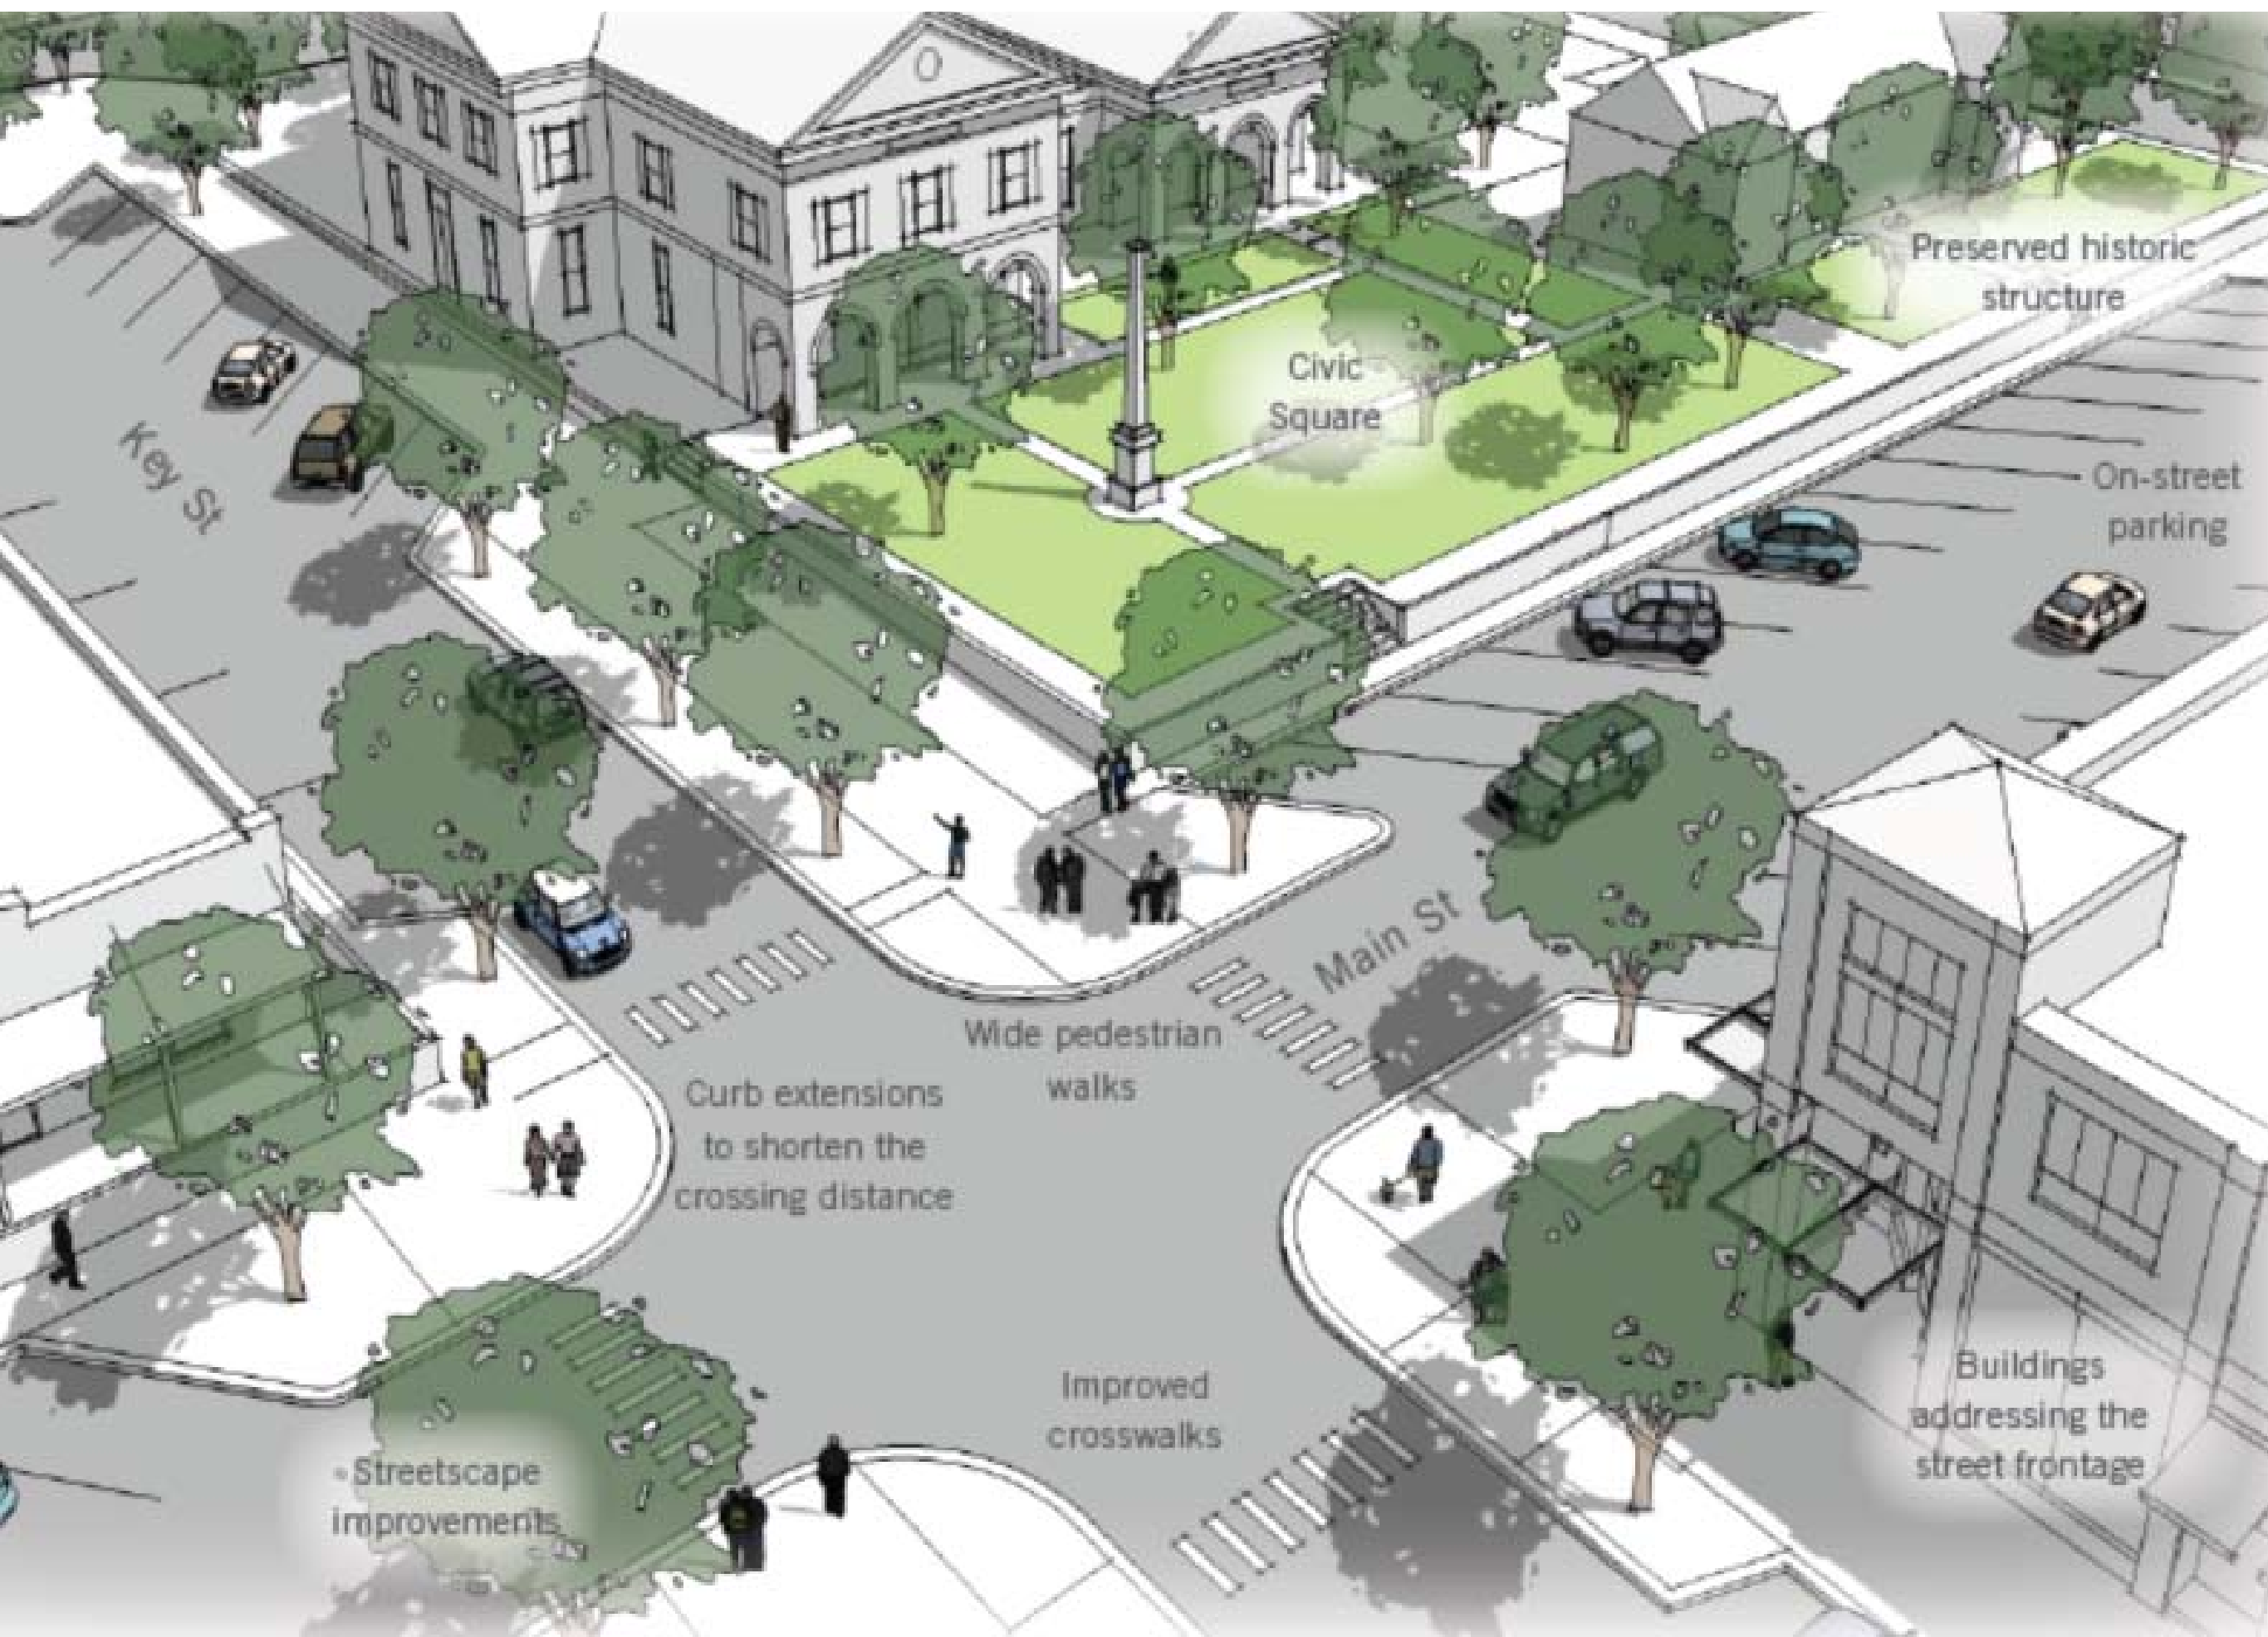 Preserved historic
structure
Civic
Square
Key St
On-street
parking
Main St
Wide pedestrian
walks
Curb extensions
to shorten the
crossing distance
Improved
crosswalks
Buildings
addressing the
street frontage
Streetscape
improvements